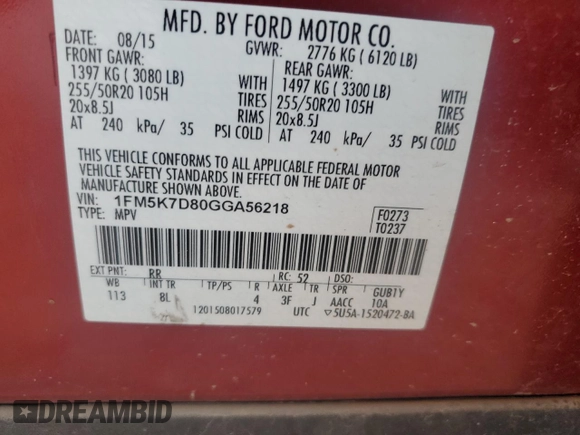 MFD. BY FORD MOTOR CO.
DATE: 08/15 GVWR: 2776 KG ( 6120 LB)
FRONT GAWR: REAR GAWR:
1397 KG ( 3080 LB) WITH 1497 KG ( 3300 LB) WITH
255/50R20 105H TIRES 255/50R20 105H TIRES
20x8.5J RIMS 20x8.5J RIMS
AT 240 kPa/ 35 PSI COLD AT 240 kPa/ 35 PSI COLD
THIS VEHICLE CONFORMS TO ALL APPLICABLE FEDERAL MOTOR
VEHICLE SAFETY STANDARDS IN EFFECT ON THE DATE OF
MANUFACTURE SHOWN ABOVE.
VIN: 1FM5K7D80GGA56218 F0273
TYPE: MPV T0237
EXT PNT: RR RC: 52 DSO:
WB INT TR TP/PS R AXLE TR SPR GUB1Y
113 BL 4 3F J AACC 10A
1201508017579 UTC ▽5U5A-1520472-BA
DREAMBID